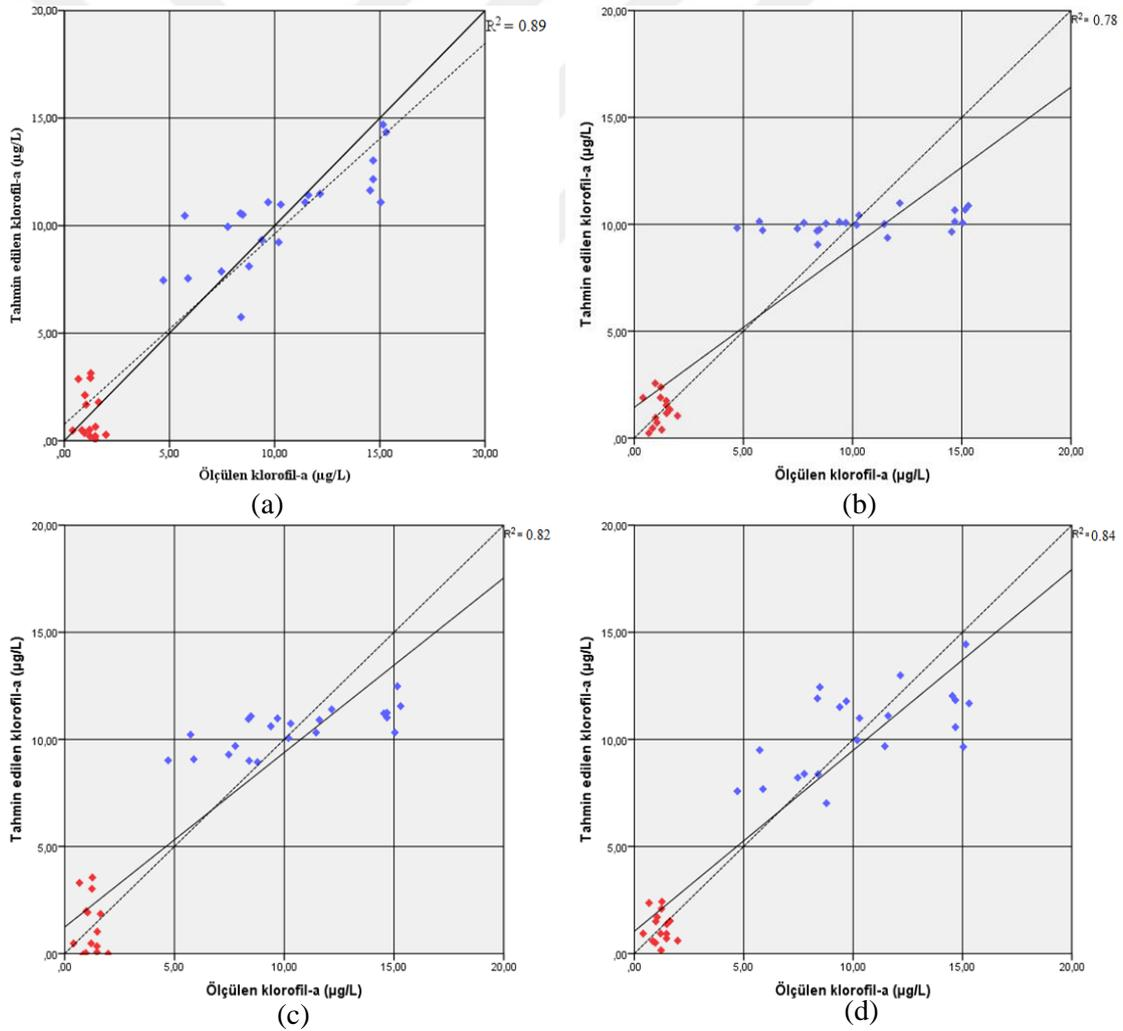 20,00
R² = 0.89
15,00
10,00
5,00
,00
,00 5,00 10,00 15,00 20,00
Tahmin edilen klorofil-a (µg/L)
Ölçülen klorofil-a (µg/L)
(a)
20,00
R²= 0.78
15,00
10,00
5,00
,00
,00 5,00 10,00 15,00 20,00
Tahmin edilen klorofil-a (µg/L)
Ölçülen klorofil-a (µg/L)
(b)
20,00
R²= 0.82
15,00
10,00
5,00
,00
,00 5,00 10,00 15,00 20,00
Tahmin edilen klorofil-a (µg/L)
Ölçülen klorofil-a (µg/L)
(c)
20,00
R²= 0.84
15,00
10,00
5,00
,00
,00 5,00 10,00 15,00 20,00
Tahmin edilen klorofil-a (µg/L)
Ölçülen klorofil-a (µg/L)
(d)